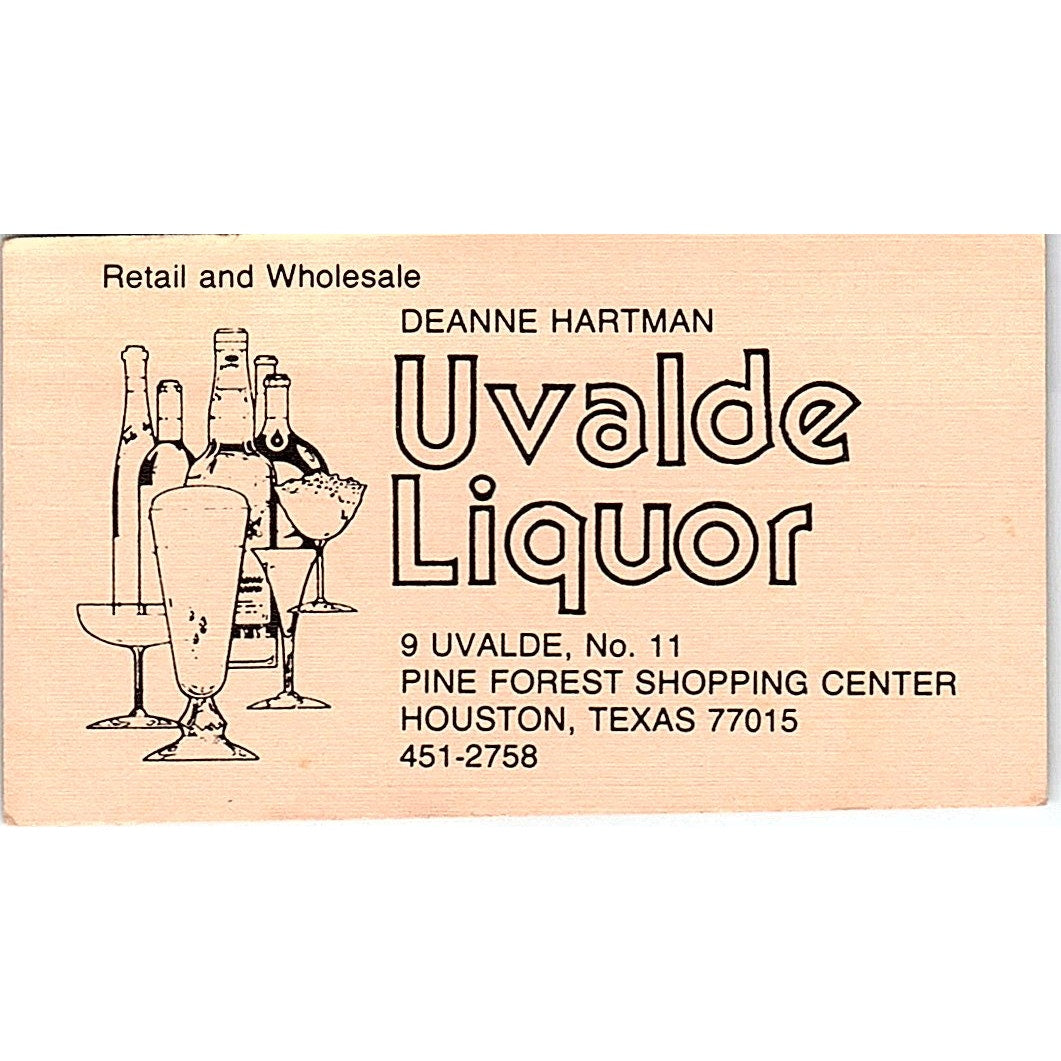 Retail and Wholesale
DEANNE HARTMAN
Uvalde
Liquor
9 UVALDE, No. 11
PINE FOREST SHOPPING CENTER
HOUSTON, TEXAS 77015
451-2758